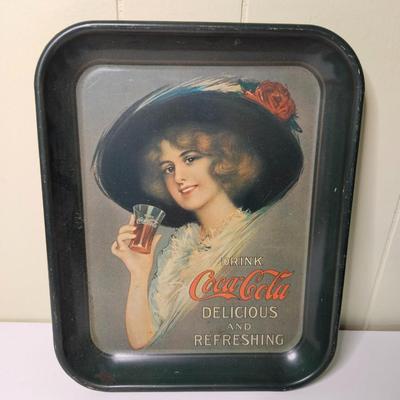 DRINK
Coca-Cola
DELICIOUS
AND
REFRESHING